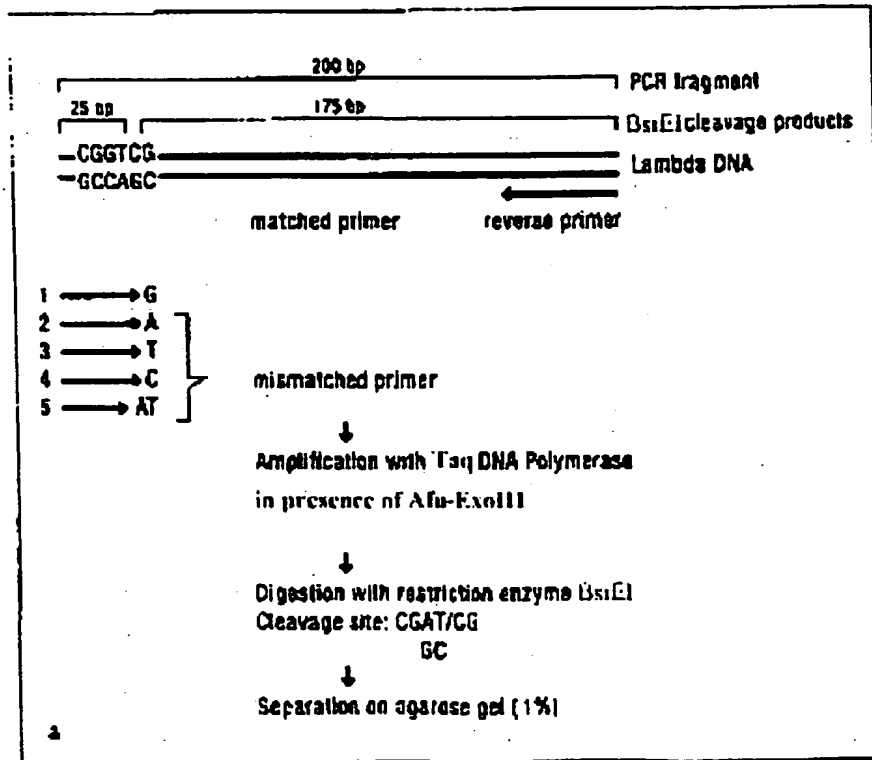 200 bp
PCR fragment
25 bp 175 bp
BsiEI cleavage products
CGGTCG
GCCAGC
Lambda DNA
matched primer reverse primer
1 G
2 A
3 T
4 C
5 AT
mismatched primer
Amplification with Taq DNA Polymerase
in presence of Afu-ExoIII
Digestion with restriction enzyme BsiEI
Cleavage site: CGAT/CG
GC
Separation on agarose gel (1%)
a